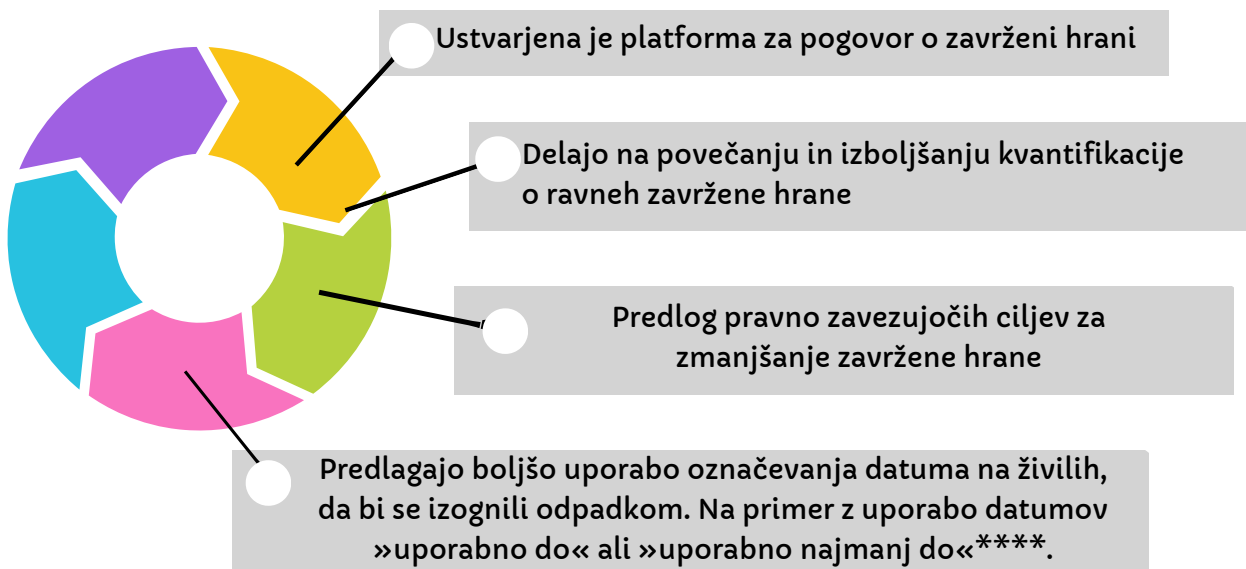 Ustvarjena je platforma za pogovor o zavrženi hrani
Delajo na povečanju in izboljšanju kvantifikacije
o ravneh zavržene hrane
Predlog pravno zavezujočih ciljev za
zmanjšanje zavržene hrane
Predlagajo boljšo uporabo označevanja datuma na živilih,
da bi se izognili odpadkom. Na primer z uporabo datumov
»uporabno do« ali »uporabno najmanj do«****.